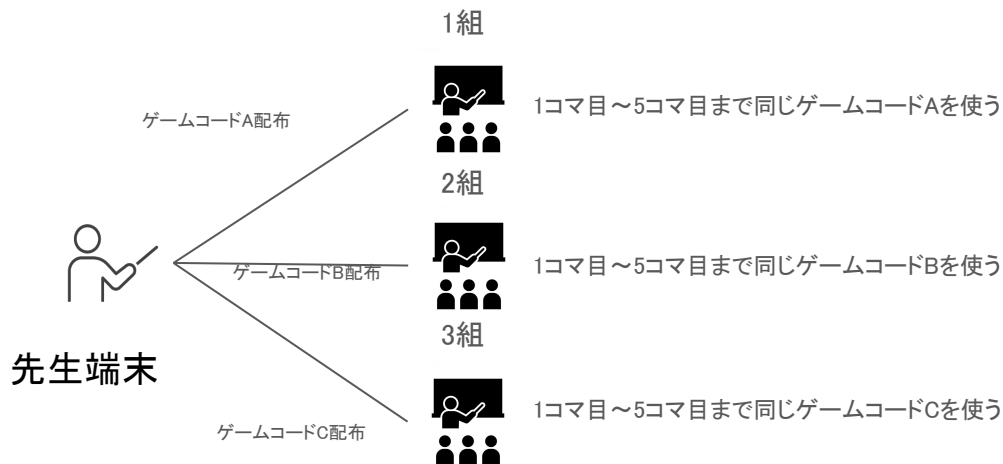 1組
ゲームコードA配布
1コマ目～5コマ目まで同じゲームコードAを使う
2組
ゲームコードB配布
1コマ目～5コマ目まで同じゲームコードBを使う
先生端末
3組
ゲームコードC配布
1コマ目～5コマ目まで同じゲームコードCを使う